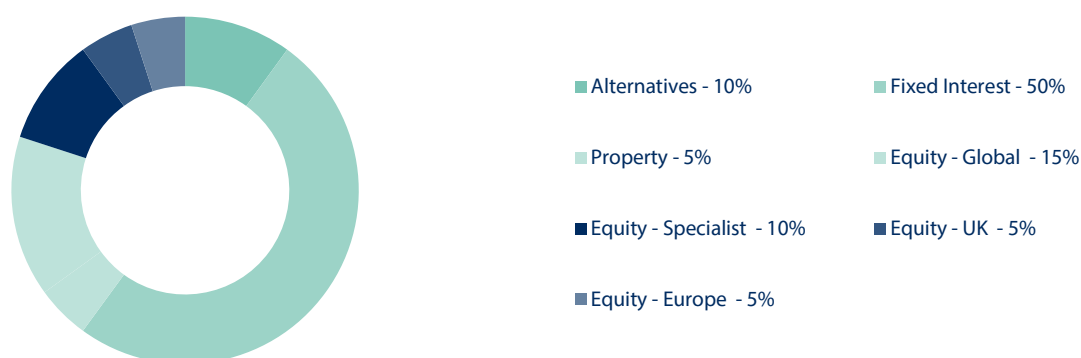 Alternatives - 10%
Fixed Interest - 50%
Property - 5%
Equity - Global - 15%
Equity - Specialist - 10%
Equity - UK - 5%
Equity - Europe - 5%